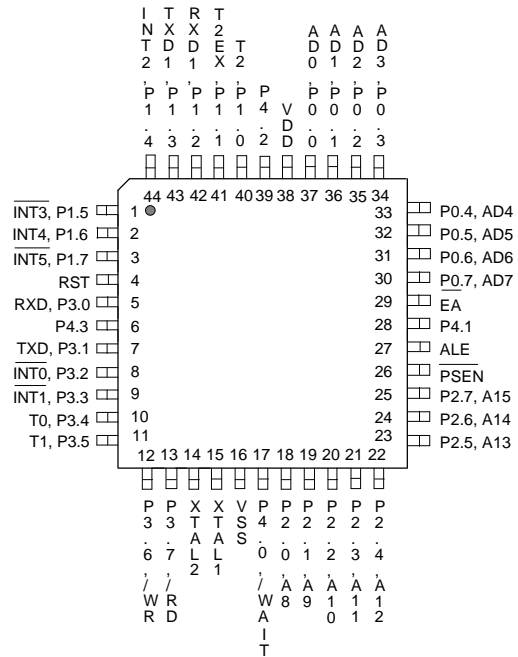 INT2,P1.4
TXD1,P1.3
RXD1,P1.2
T2EX,P1.1
T2,P1.0
P4.2
VDD
AD0,P0.0
AD1,P0.1
AD2,P0.2
AD3,P0.3
44 43 42 41 40 39 38 37 36 35 34
INT3, P1.5 1
INT4, P1.6 2
INT5, P1.7 3
RST 4
RXD, P3.0 5
P4.3 6
TXD, P3.1 7
INT0, P3.2 8
INT1, P3.3 9
T0, P3.4 10
T1, P3.5 11
33 P0.4, AD4
32 P0.5, AD5
31 P0.6, AD6
30 P0.7, AD7
29 EA
28 P4.1
27 ALE
26 PSEN
25 P2.7, A15
24 P2.6, A14
23 P2.5, A13
12 13 14 15 16 17 18 19 20 21 22
P3.6,/WR
P3.7,/RD
XTAL2
XTAL1
VSS
P4.0,/WAIT
P2.0,A8
P2.1,A9
P2.2,A10
P2.3,A11
P2.4,A12